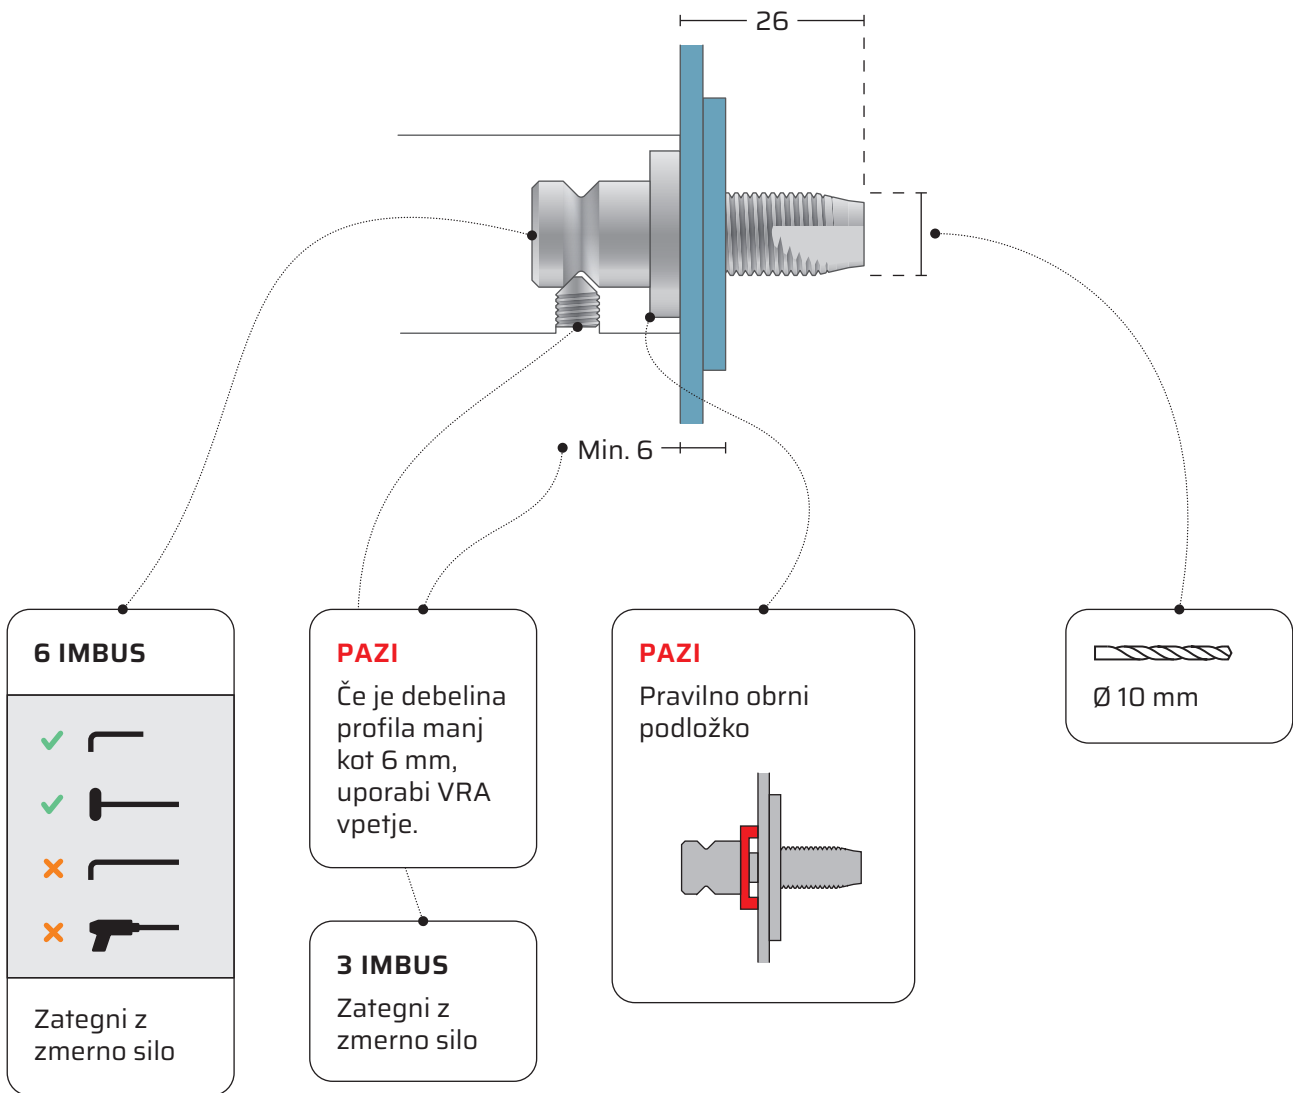 26
Min. 6
6 IMBUS
Zategni z
zmerno silo
PAZI
Če je debelina
profila manj
kot 6 mm,
uporabi VRA
vpetje.
3 IMBUS
Zategni z
zmerno silo
PAZI
Pravilno obrni
podložko
Ø 10 mm